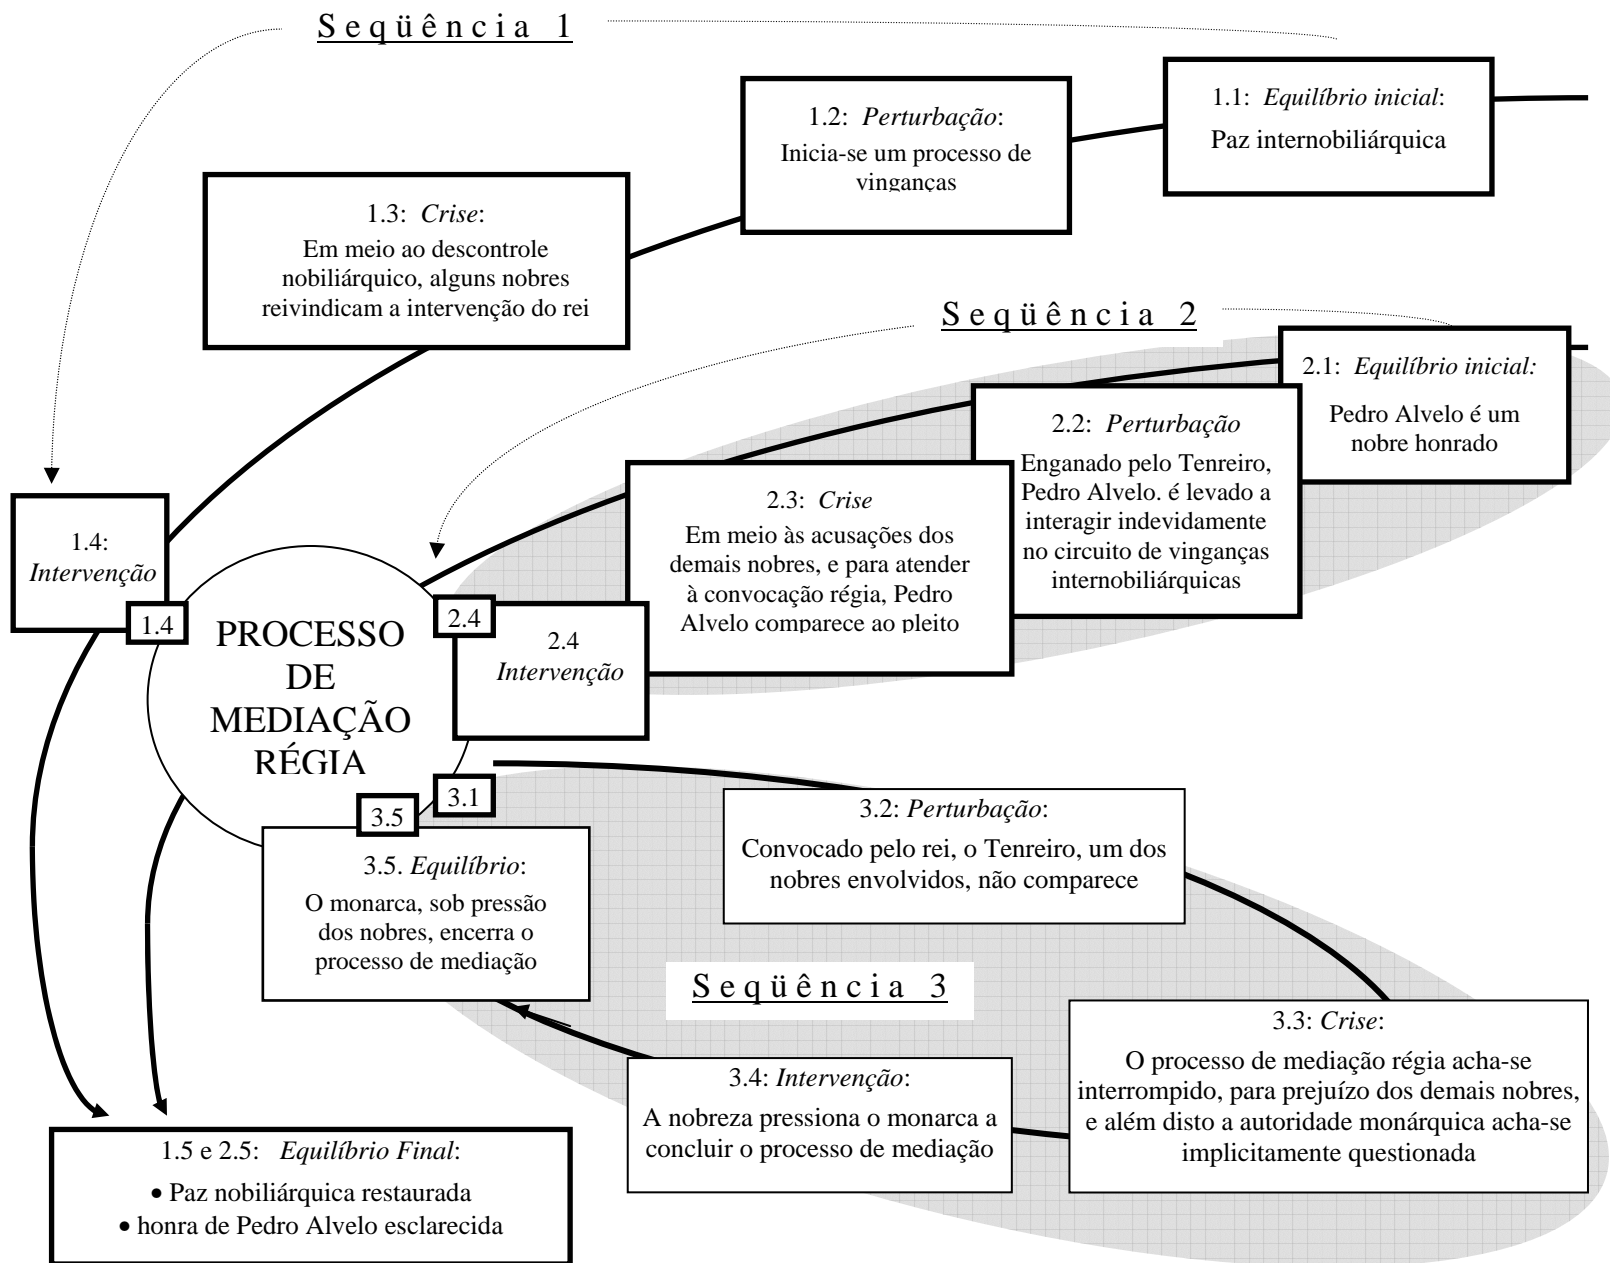 Seqüência 1
1.1: Equilíbrio inicial:
Paz internobiliárquica
1.2: Perturbação:
Inicia-se um processo de
vinganças
1.3: Crise:
Em meio ao descontrole
nobiliárquico, alguns nobres
reivindicam a intervenção do rei
1.4:
Intervenção
1.4
Seqüência 2
2.1: Equilíbrio inicial:
Pedro Alvelo é um
nobre honrado
2.2: Perturbação
Enganado pelo Tenreiro,
Pedro Alvelo. é levado a
interagir indevidamente
no circuito de vinganças
internobiliárquicas
2.3: Crise
Em meio às acusações dos
demais nobres, e para atender
à convocação régia, Pedro
Alvelo comparece ao pleito
2.4
2.4
Intervenção
PROCESSO
DE
MEDIAÇÃO
RÉGIA
3.1
3.5
3.2: Perturbação:
Convocado pelo rei, o Tenreiro, um dos
nobres envolvidos, não comparece
Seqüência 3
3.3: Crise:
O processo de mediação régia acha-se
interrompido, para prejuízo dos demais nobres,
e além disto a autoridade monárquica acha-se
implicitamente questionada
3.4: Intervenção:
A nobreza pressiona o monarca a
concluir o processo de mediação
3.5. Equilíbrio:
O monarca, sob pressão
dos nobres, encerra o
processo de mediação
1.5 e 2.5: Equilíbrio Final:
• Paz nobiliárquica restaurada
• honra de Pedro Alvelo esclarecida